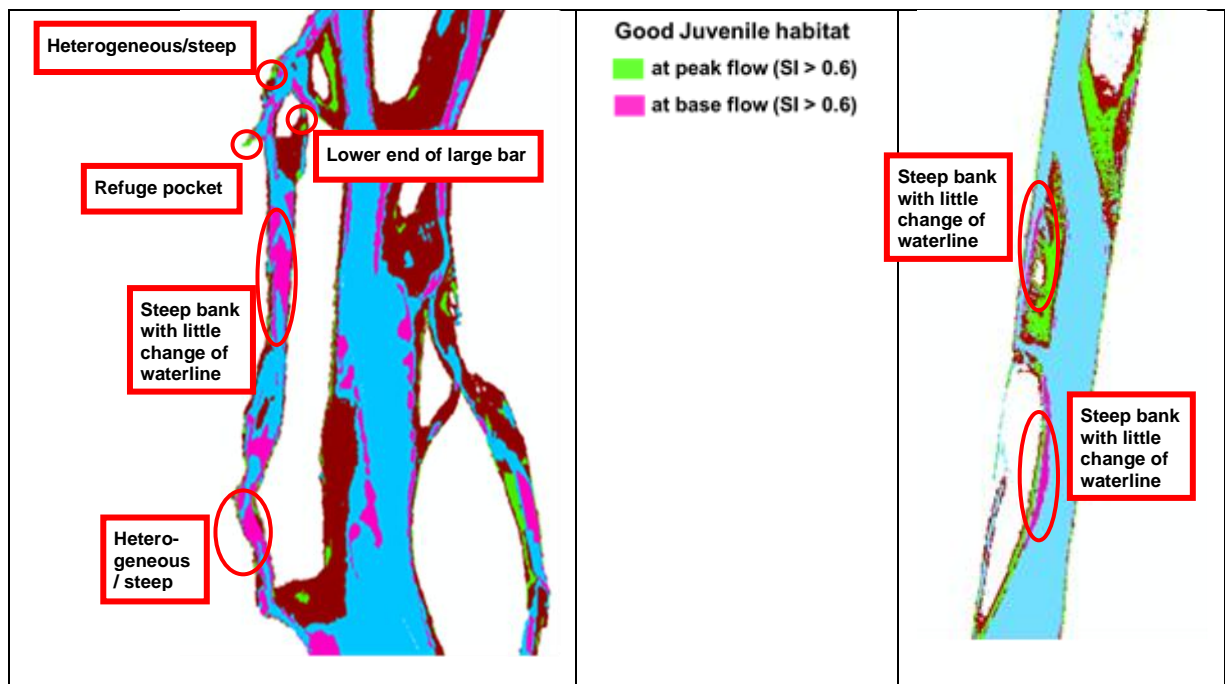 Heterogeneous/steep
Lower end of large bar
Refuge pocket
Steep bank
with little
change of
waterline
Hetero-
geneous
/ steep
Good Juvenile habitat
at peak flow (SI > 0.6)
at base flow (SI > 0.6)
Steep bank
with little
change of
waterline
Steep bank
with little
change of
waterline